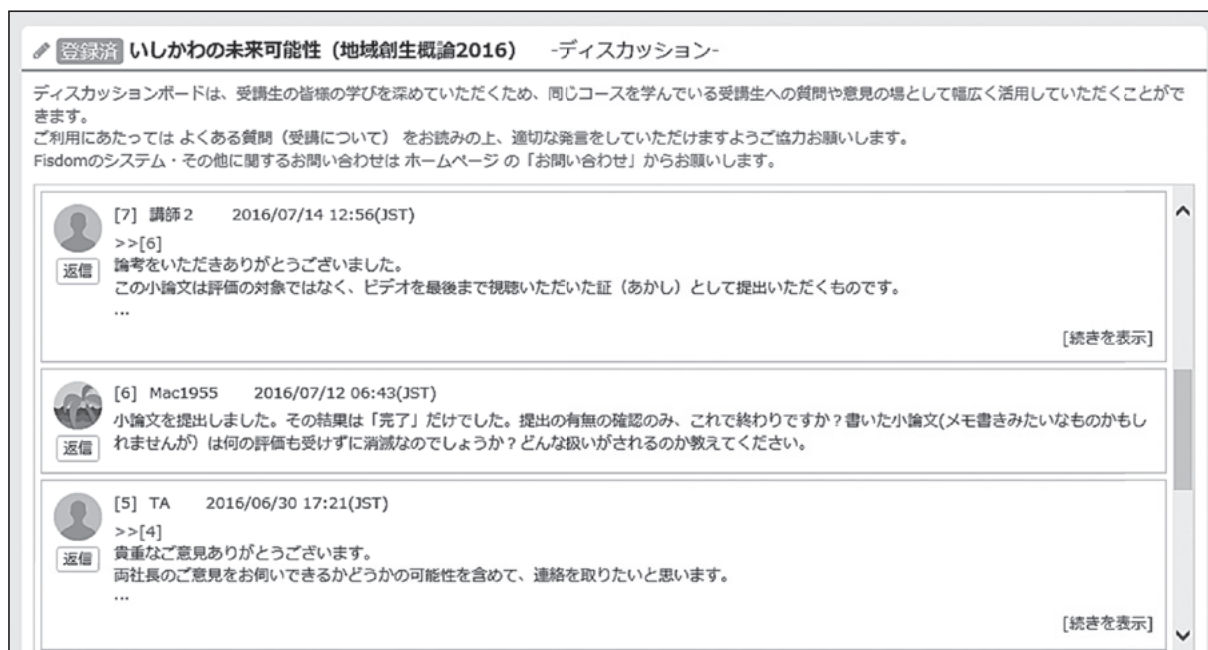 登録済 いしかわの未来可能性（地域創生概論2016） -ディスカッション-
ディスカッションボードは、受講生の皆様の学びを深めていただくため、同じコースを学んでいる受講生への質問や意見の場として幅広く活用していただくことがで
きます。
ご利用にあたっては よくある質問（受講について） をお読みの上、適切な発言をしていただけますようご協力お願いします。
Fisdomのシステム・その他に関するお問い合わせは ホームページ の「お問い合わせ」からお願いします。
[7] 講師２ 2016/07/14 12:56(JST)
>>[6]
返信
論考をいただきありがとうございました。
この小論文は評価の対象ではなく、ビデオを最後まで視聴いただいた証（あかし）として提出いただくものです。
...
[続きを表示]
[6] Mac1955 2016/07/12 06:43(JST)
小論文を提出しました。その結果は「完了」だけでした。提出の有無の確認のみ、これで終わりですか？書いた小論文(メモ書きみたいなものかもし
返信
れませんが）は何の評価も受けずに消滅なのでしょうか？どんな扱いがされるのか教えてください。
[5] TA 2016/06/30 17:21(JST)
>>[4]
返信
貴重なご意見ありがとうございます。
両社長のご意見をお伺いできるかどうかの可能性を含めて、連絡を取りたいと思います。
...
[続きを表示]